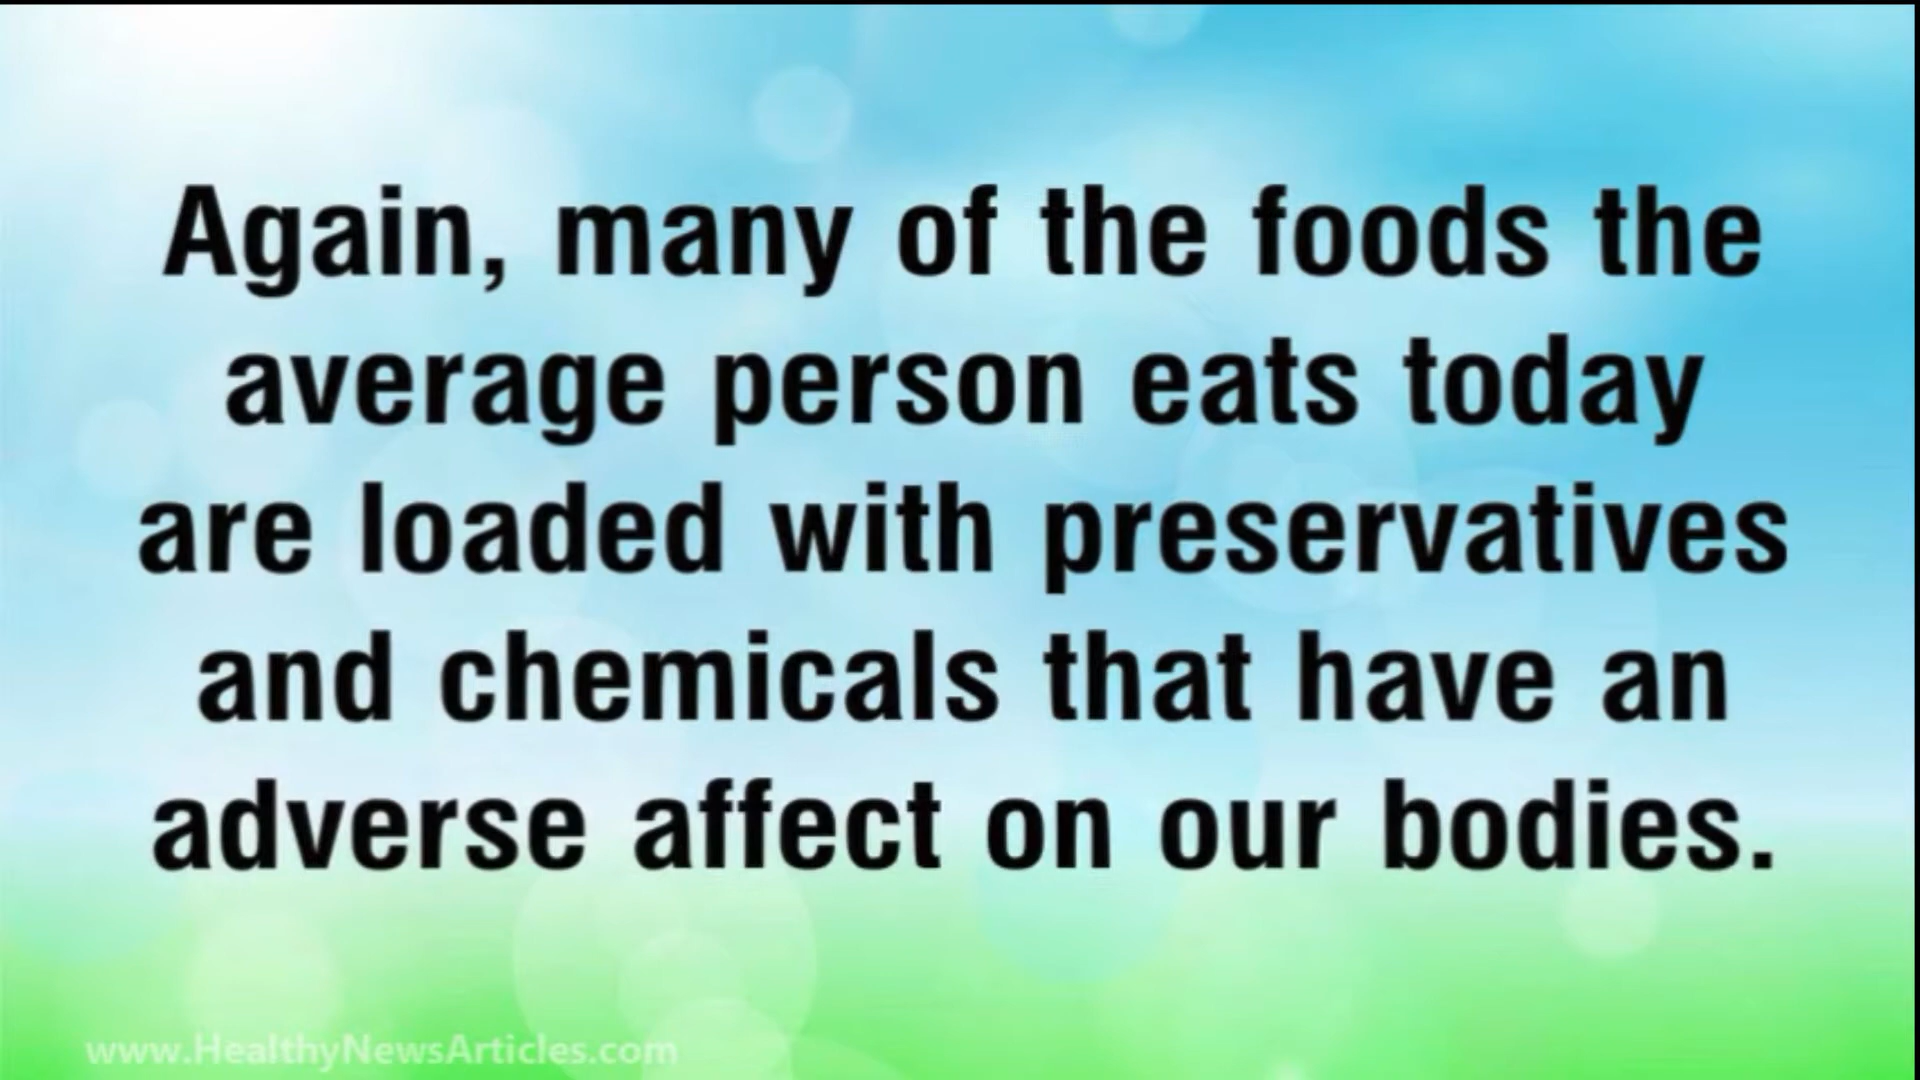 Again, many of the foods the
average person eats today
are loaded with preservatives
and chemicals that have an
adverse affect on our bodies.
www.HealthyNewsArticles.com